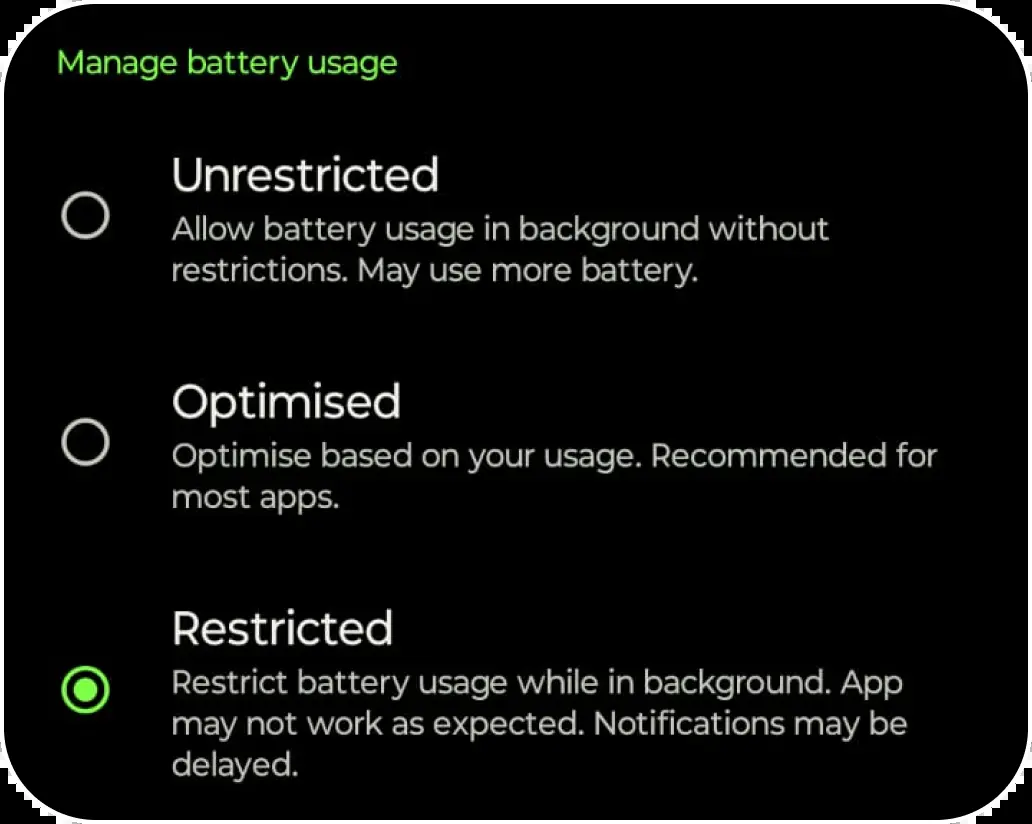 Manage battery usage
Unrestricted
Allow battery usage in background without
restrictions. May use more battery.
Optimised
Optimise based on your usage. Recommended for
most apps.
Restricted
Restrict battery usage while in background. App
may not work as expected. Notifications may be
delayed.